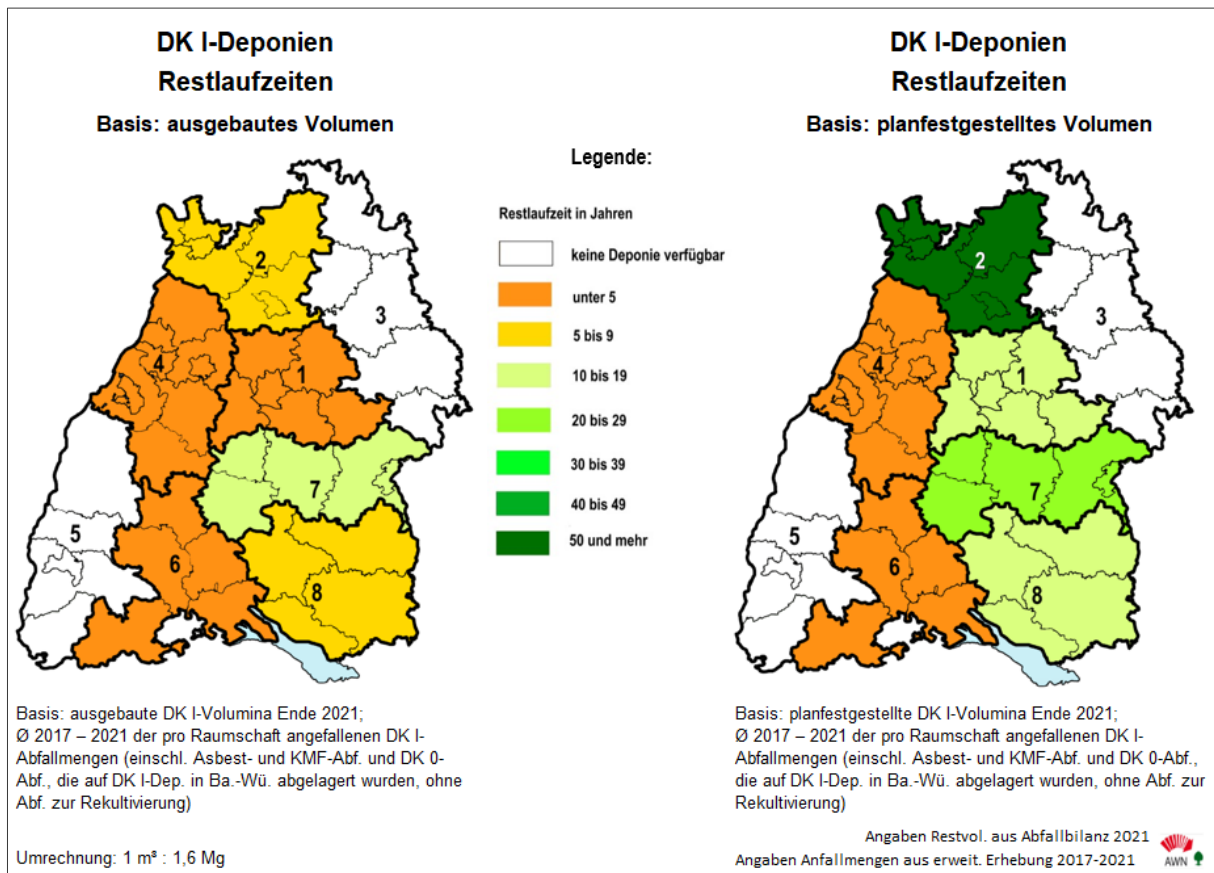 DK I-Deponien
Restlaufzeiten
Basis: ausgebautes Volumen
2
3
4
1
7
5
6
8
Basis: ausgebaute DK I-Volumina Ende 2021;
Ø 2017 – 2021 der pro Raumschaft angefallenen DK I-
Abfallmengen (einschl. Asbest- und KMF-Abf. und DK 0-
Abf., die auf DK I-Dep. in Ba.-Wü. abgelagert wurden, ohne
Abf. zur Rekultivierung)
Umrechnung: 1 m³ : 1,6 Mg
Legende:
Restlaufzeit in Jahren
keine Deponie verfügbar
unter 5
5 bis 9
10 bis 19
20 bis 29
30 bis 39
40 bis 49
50 und mehr
DK I-Deponien
Restlaufzeiten
Basis: planfestgestelltes Volumen
2
3
4
1
7
5
6
8
Basis: planfestgestellte DK I-Volumina Ende 2021;
Ø 2017 – 2021 der pro Raumschaft angefallenen DK I-
Abfallmengen (einschl. Asbest- und KMF-Abf. und DK 0-Abf.,
die auf DK I-Dep. in Ba.-Wü. abgelagert wurden, ohne Abf. zur
Rekultivierung)
Angaben Restvol. aus Abfallbilanz 2021
Angaben Anfallmengen aus erweit. Erhebung 2017-2021
AWN